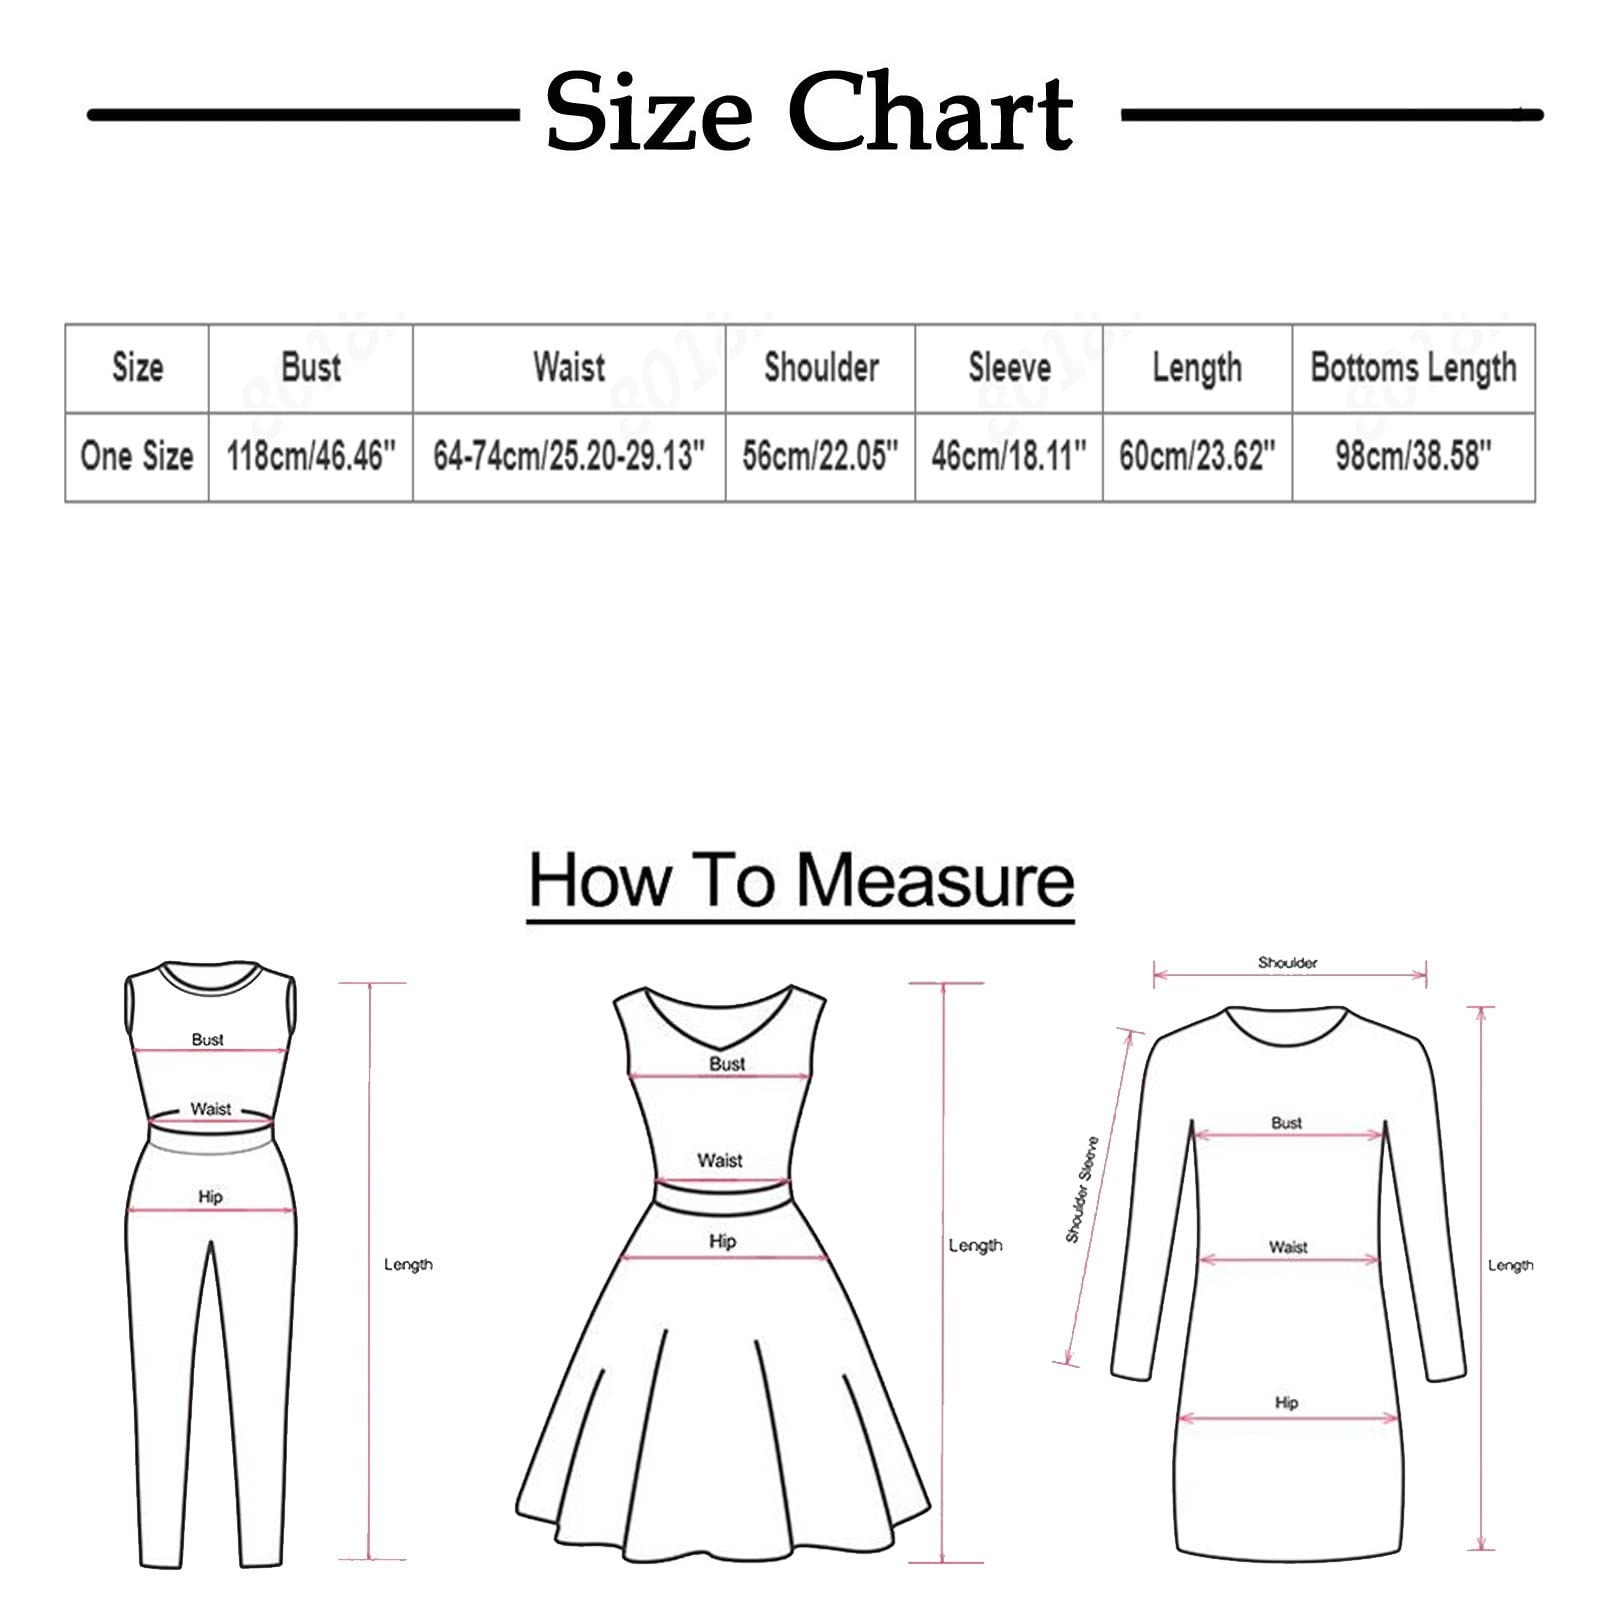 Size Chart
Size Bust Waist Shoulder Sleeve Length Bottoms Length
One Size 118cm/46.46" 64-74cm/25.20-29.13" 56cm/22.05" 46cm/18.11" 60cm/23.62" 98cm/38.58"
How To Measure
Bust
Waist
Hip
Length
Bust
Waist
Hip
Length
Shoulder
Shoulder Sleeve
Bust
Waist
Hip
Length